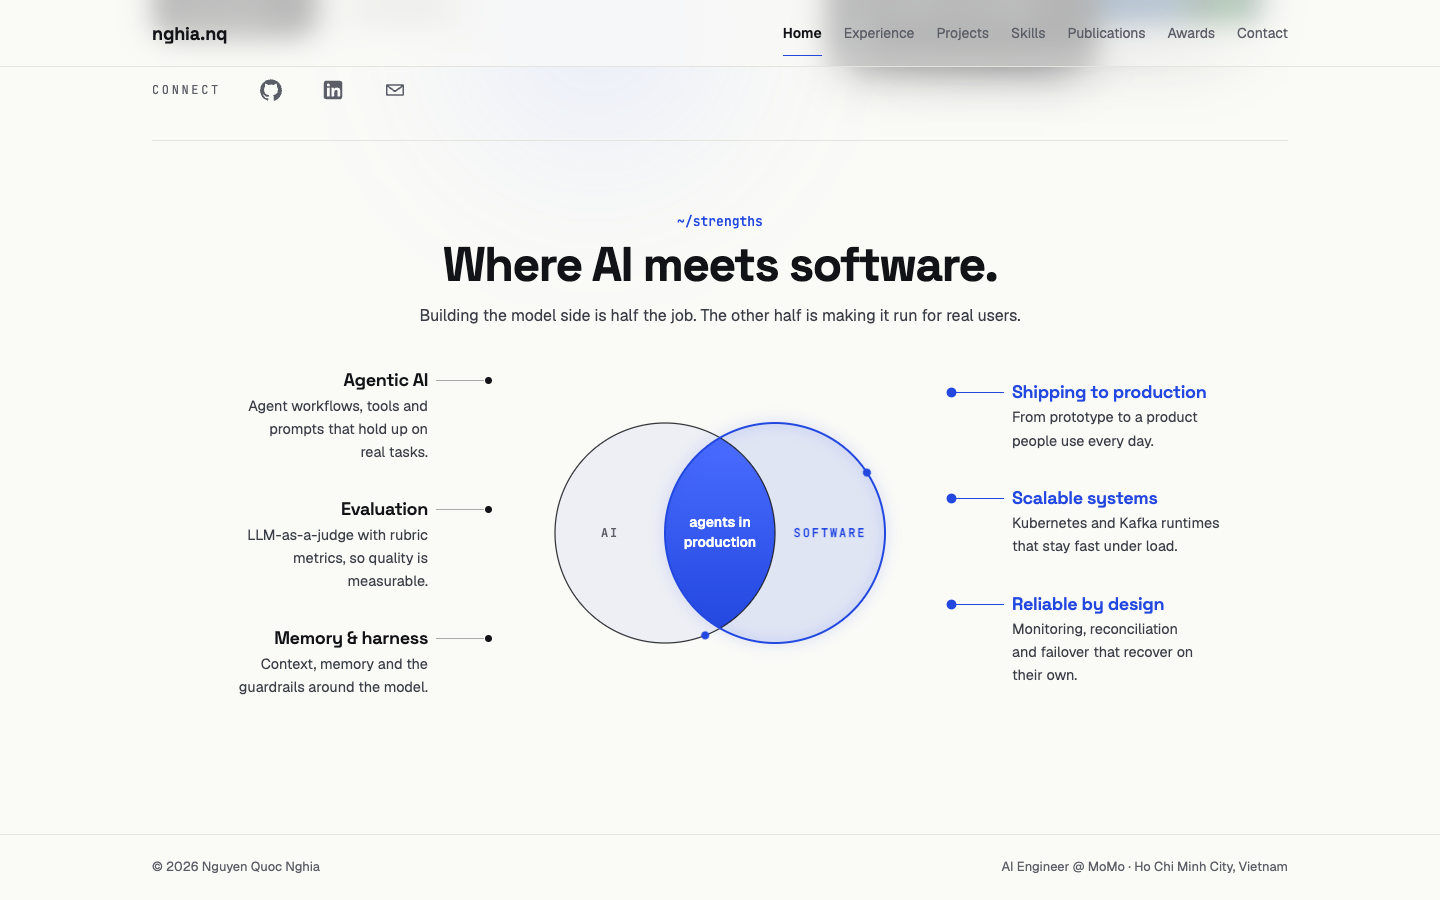 nghia.nq
Home Experience Projects Skills Publications Awards Contact
CONNECT
~/strengths
Where AI meets software.
Building the model side is half the job. The other half is making it run for real users.
Agentic AI
Agent workflows, tools and
prompts that hold up on
real tasks.
Evaluation
LLM-as-a-judge with rubric
metrics, so quality is
measurable.
Memory & harness
Context, memory and the
guardrails around the model.
AI
agents in
production
SOFTWARE
Shipping to production
From prototype to a product
people use every day.
Scalable systems
Kubernetes and Kafka runtimes
that stay fast under load.
Reliable by design
Monitoring, reconciliation
and failover that recover on
their own.
© 2026 Nguyen Quoc Nghia
AI Engineer @ MoMo · Ho Chi Minh City, Vietnam